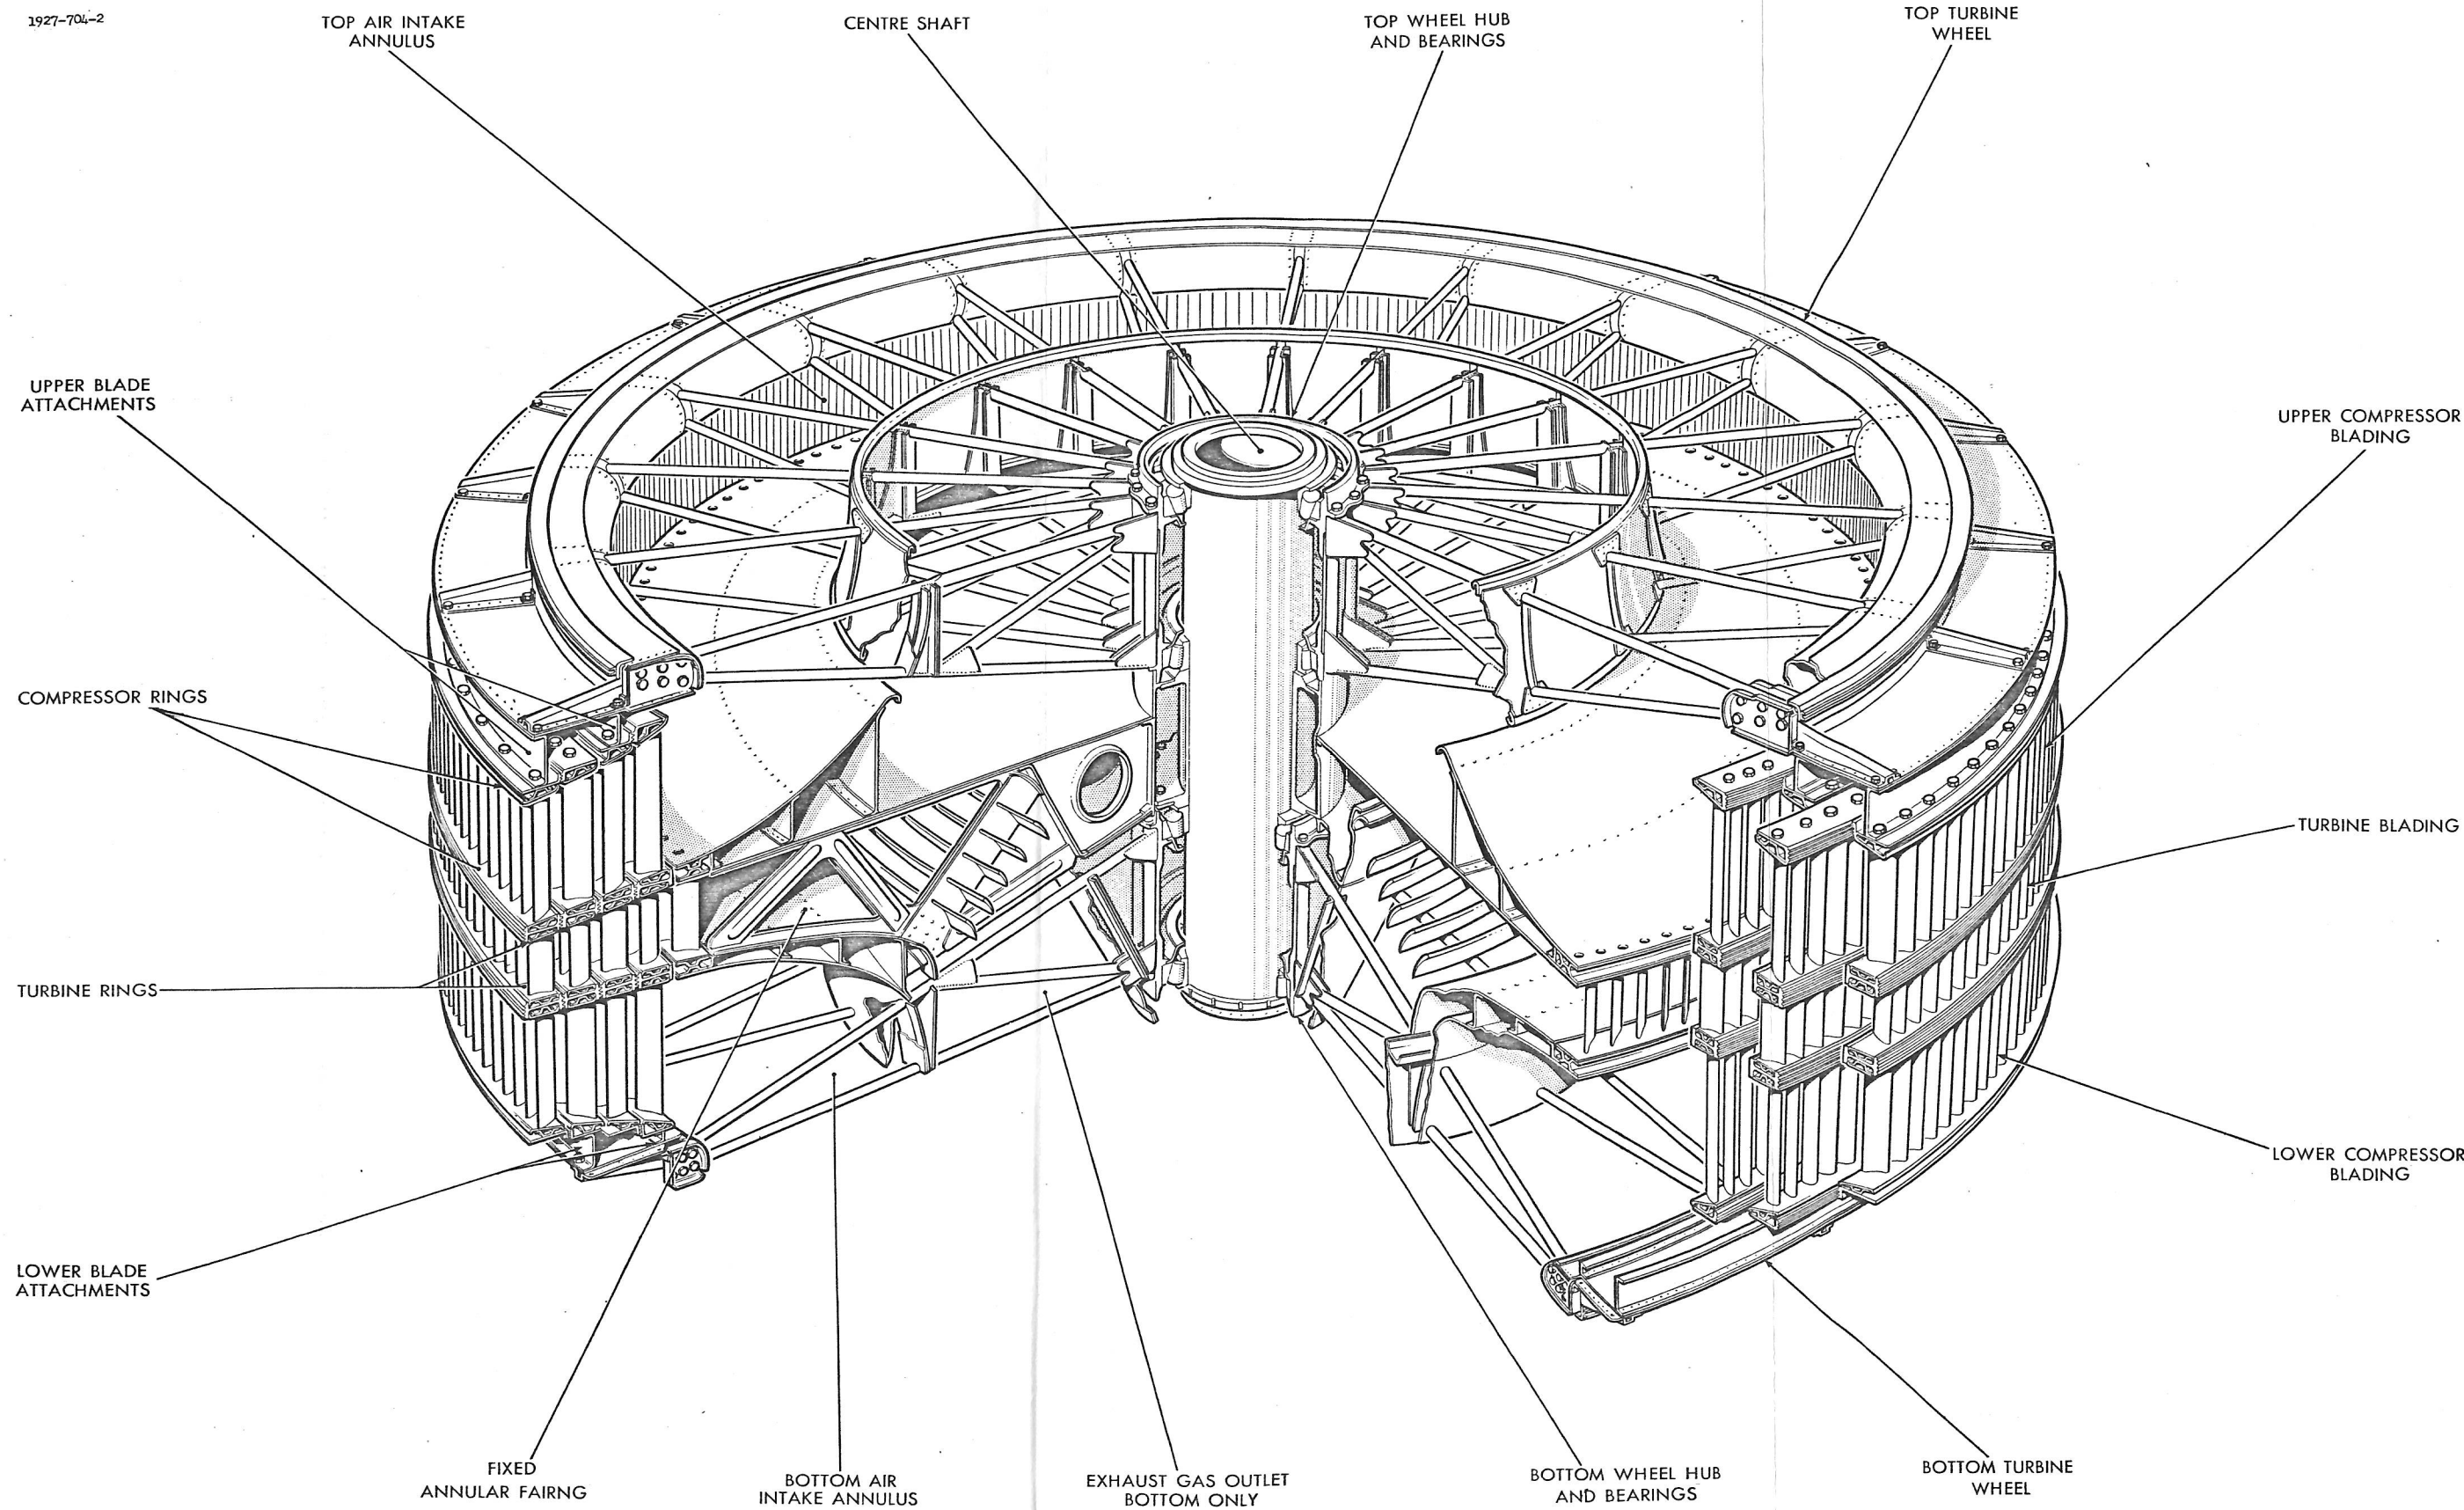 1927-704-2
TOP AIR INTAKE
ANNULUS
CENTRE SHAFT
TOP WHEEL HUB
AND BEARINGS
TOP TURBINE
WHEEL
UPPER BLADE
ATTACHMENTS
UPPER COMPRESSOR
BLADING
COMPRESSOR RINGS
TURBINE BLADING
TURBINE RINGS
LOWER COMPRESSOR
BLADING
LOWER BLADE
ATTACHMENTS
FIXED
ANNULAR FAIRNG
BOTTOM AIR
INTAKE ANNULUS
EXHAUST GAS OUTLET
BOTTOM ONLY
BOTTOM WHEEL HUB
AND BEARINGS
BOTTOM TURBINE
WHEEL